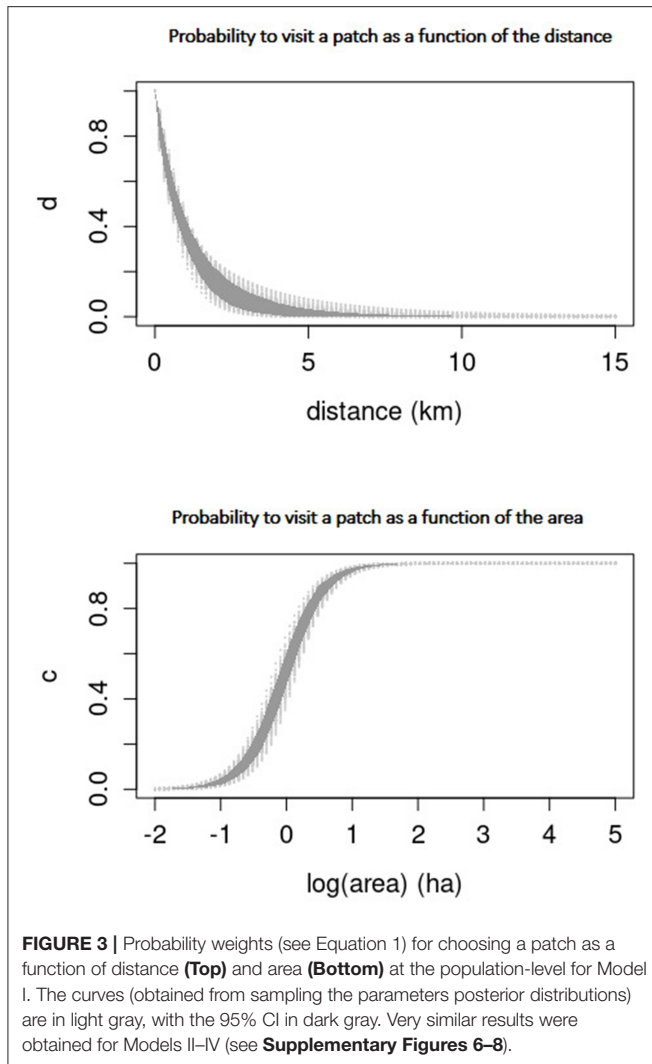 Probability to visit a patch as a function of the distance
0.8
0.4
0.0
d
0
5
10
15
distance (km)
Probability to visit a patch as a function of the area
0.8
0.4
0.0
c
-2
-1
0
1
2
3
4
5
log(area) (ha)
FIGURE 3 | Probability weights (see Equation 1) for choosing a patch as a
function of distance (Top) and area (Bottom) at the population-level for Model
I. The curves (obtained from sampling the parameters posterior distributions)
are in light gray, with the 95% CI in dark gray. Very similar results were
obtained for Models II–IV (see Supplementary Figures 6–8).